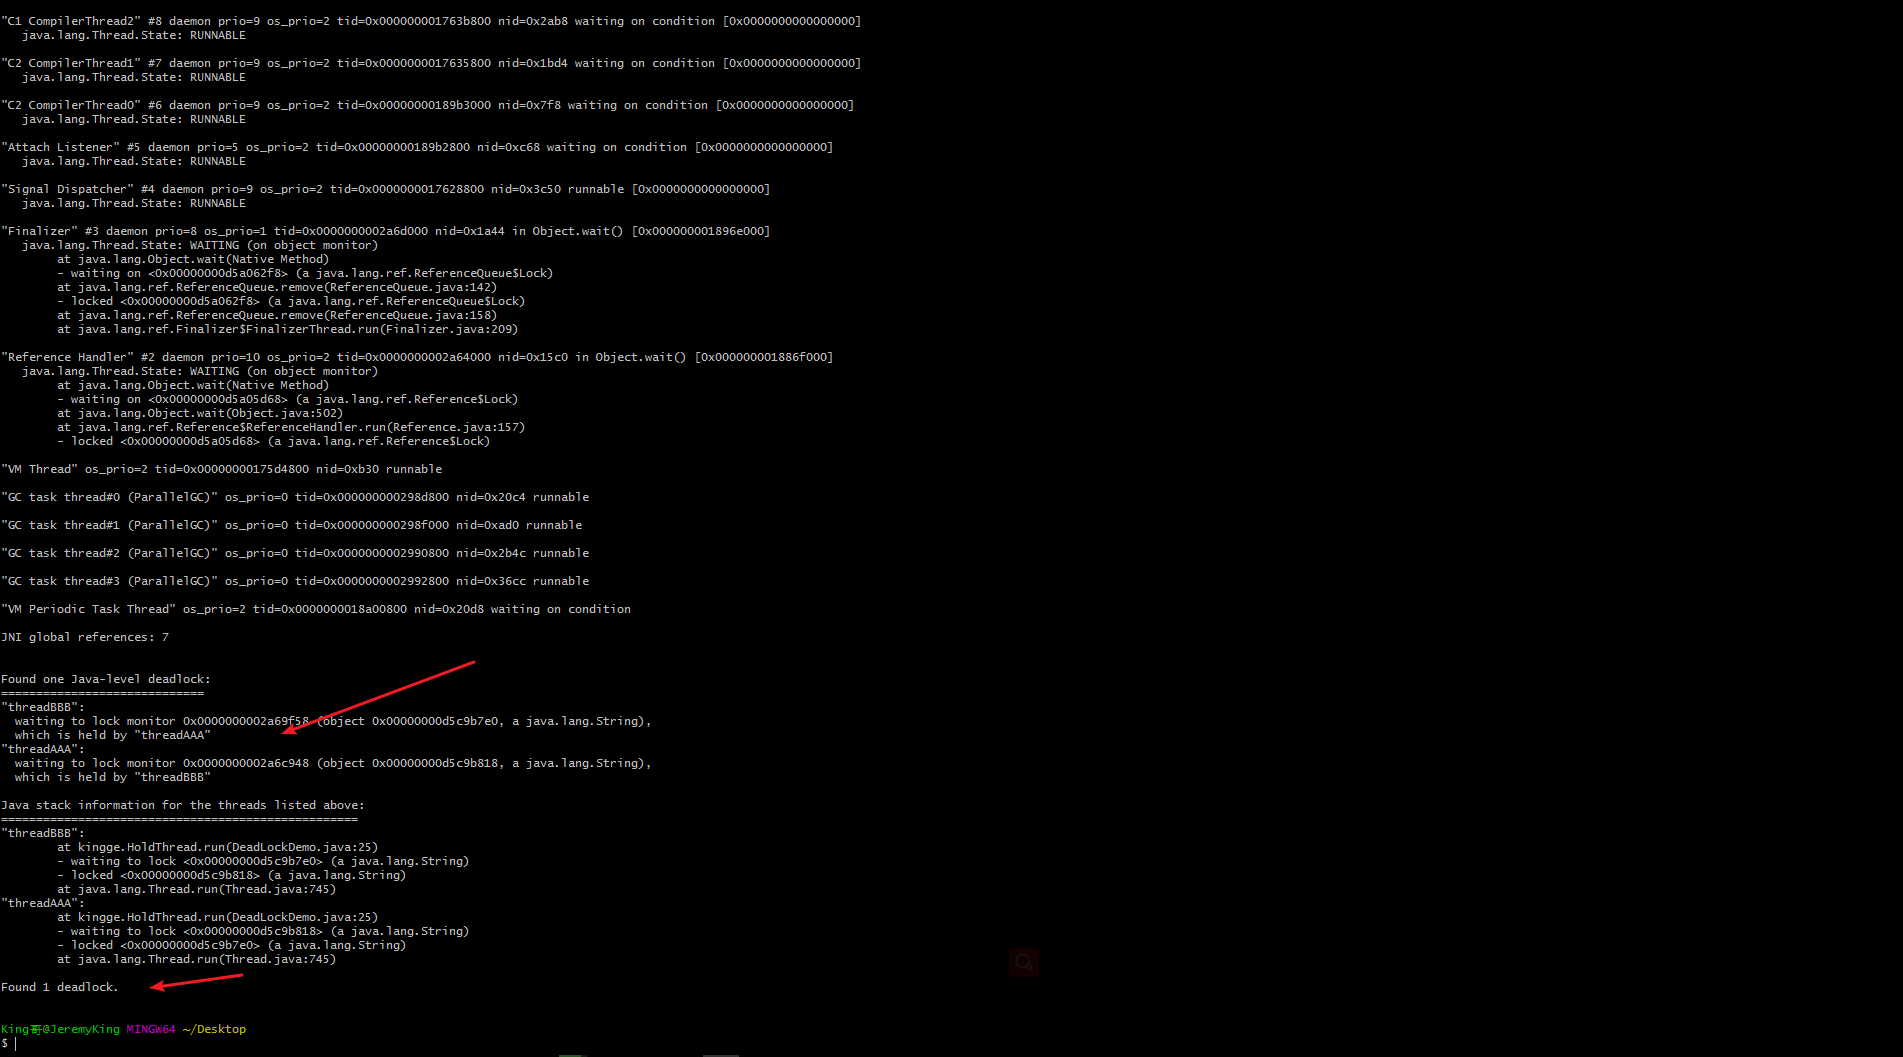 "C1 CompilerThread2" #8 daemon prio=9 os_prio=2 tid=0x000000001763b800 nid=0x2ab8 waiting on condition [0x0000000000000000]
   java.lang.Thread.State: RUNNABLE

"C2 CompilerThread1" #7 daemon prio=9 os_prio=2 tid=0x0000000017635800 nid=0x1bd4 waiting on condition [0x0000000000000000]
   java.lang.Thread.State: RUNNABLE

"C2 CompilerThread0" #6 daemon prio=9 os_prio=2 tid=0x00000000189b3000 nid=0x7f8 waiting on condition [0x0000000000000000]
   java.lang.Thread.State: RUNNABLE

"Attach Listener" #5 daemon prio=5 os_prio=2 tid=0x00000000189b2800 nid=0xc68 waiting on condition [0x0000000000000000]
   java.lang.Thread.State: RUNNABLE

"Signal Dispatcher" #4 daemon prio=9 os_prio=2 tid=0x0000000017628800 nid=0x3c50 runnable [0x0000000000000000]
   java.lang.Thread.State: RUNNABLE

"Finalizer" #3 daemon prio=8 os_prio=1 tid=0x0000000002a6d000 nid=0x1a44 in Object.wait() [0x000000001896e000]
   java.lang.Thread.State: WAITING (on object monitor)
        at java.lang.Object.wait(Native Method)
        - waiting on <0x00000000d5a062f8> (a java.lang.ref.ReferenceQueue$Lock)
        at java.lang.ref.ReferenceQueue.remove(ReferenceQueue.java:142)
        - locked <0x00000000d5a062f8> (a java.lang.ref.ReferenceQueue$Lock)
        at java.lang.ref.ReferenceQueue.remove(ReferenceQueue.java:158)
        at java.lang.ref.Finalizer$FinalizerThread.run(Finalizer.java:209)

"Reference Handler" #2 daemon prio=10 os_prio=2 tid=0x0000000002a64000 nid=0x15c0 in Object.wait() [0x000000001886f000]
   java.lang.Thread.State: WAITING (on object monitor)
        at java.lang.Object.wait(Native Method)
        - waiting on <0x00000000d5a05d68> (a java.lang.ref.Reference$Lock)
        at java.lang.Object.wait(Object.java:502)
        at java.lang.ref.Reference$ReferenceHandler.run(Reference.java:157)
        - locked <0x00000000d5a05d68> (a java.lang.ref.Reference$Lock)

"VM Thread" os_prio=2 tid=0x00000000175d4800 nid=0xb30 runnable

"GC task thread#0 (ParallelGC)" os_prio=0 tid=0x000000000298d800 nid=0x20c4 runnable

"GC task thread#1 (ParallelGC)" os_prio=0 tid=0x000000000298f000 nid=0xad0 runnable

"GC task thread#2 (ParallelGC)" os_prio=0 tid=0x0000000002990800 nid=0x2b4c runnable

"GC task thread#3 (ParallelGC)" os_prio=0 tid=0x0000000002992800 nid=0x36cc runnable

"VM Periodic Task Thread" os_prio=2 tid=0x0000000018a00800 nid=0x20d8 waiting on condition

JNI global references: 7

Found one Java-level deadlock:
=============================
"threadBBB":
  waiting to lock monitor 0x0000000002a69f58 (object 0x00000000d5c9b7e0, a java.lang.String),
  which is held by "threadAAA"
"threadAAA":
  waiting to lock monitor 0x0000000002a6c948 (object 0x00000000d5c9b818, a java.lang.String),
  which is held by "threadBBB"

Java stack information for the threads listed above:
===================================================
"threadBBB":
        at kingge.HoldThread.run(DeadLockDemo.java:25)
        - waiting to lock <0x00000000d5c9b7e0> (a java.lang.String)
        - locked <0x00000000d5c9b818> (a java.lang.String)
        at java.lang.Thread.run(Thread.java:745)
"threadAAA":
        at kingge.HoldThread.run(DeadLockDemo.java:25)
        - waiting to lock <0x00000000d5c9b818> (a java.lang.String)
        - locked <0x00000000d5c9b7e0> (a java.lang.String)
        at java.lang.Thread.run(Thread.java:745)

Found 1 deadlock.

King哥@JeremyKing MINGW64 ~/Desktop
$